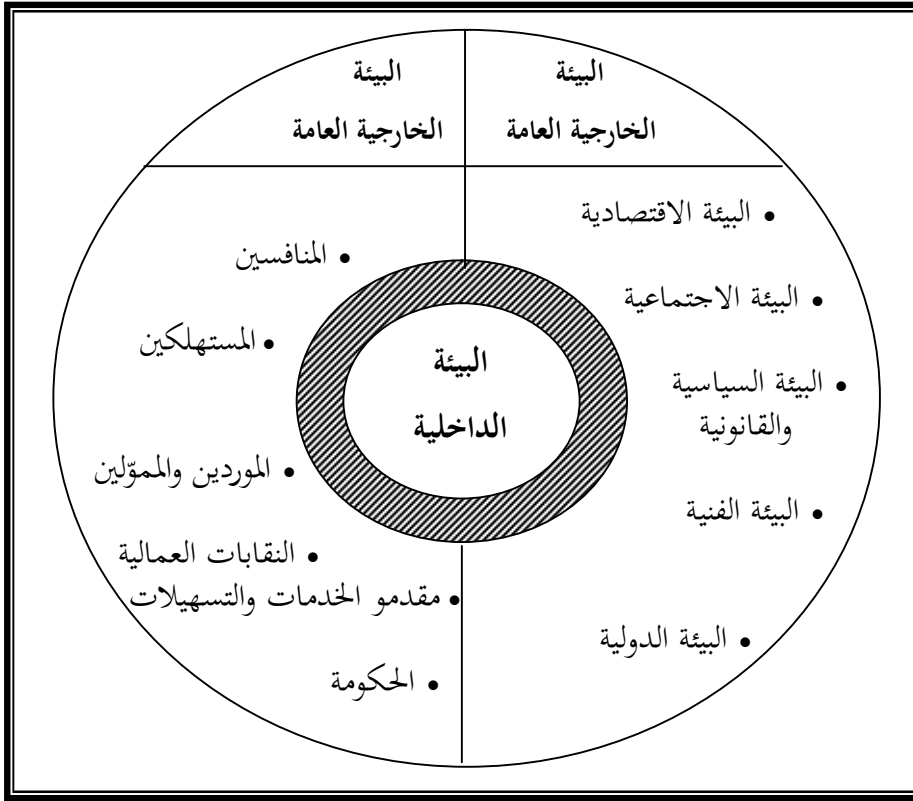 البيئة
الخارجية العامة
• البيئة الاقتصادية
• البيئة الاجتماعية
• البيئة السياسية
والقانونية
• البيئة الفنية
• البيئة الدولية
البيئة
الخارجية العامة
• المنافسين
• المستهلكين
• الموردين والمموّلين
• النقابات العمالية
• مقدمو الخدمات والتسهيلات
• الحكومة
البيئة
الداخلية